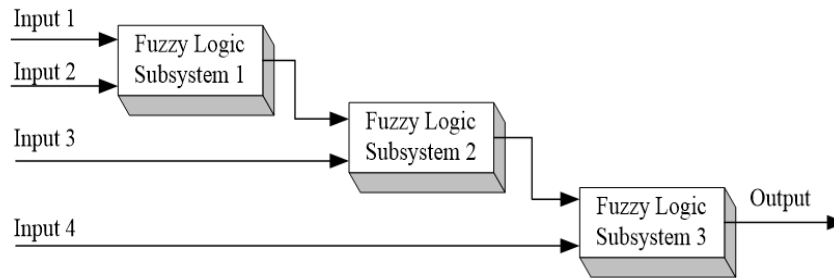 Input 1
Fuzzy Logic
Subsystem 1
Input 2
Fuzzy Logic
Subsystem 2
Input 3
Fuzzy Logic
Subsystem 3
Output
Input 4